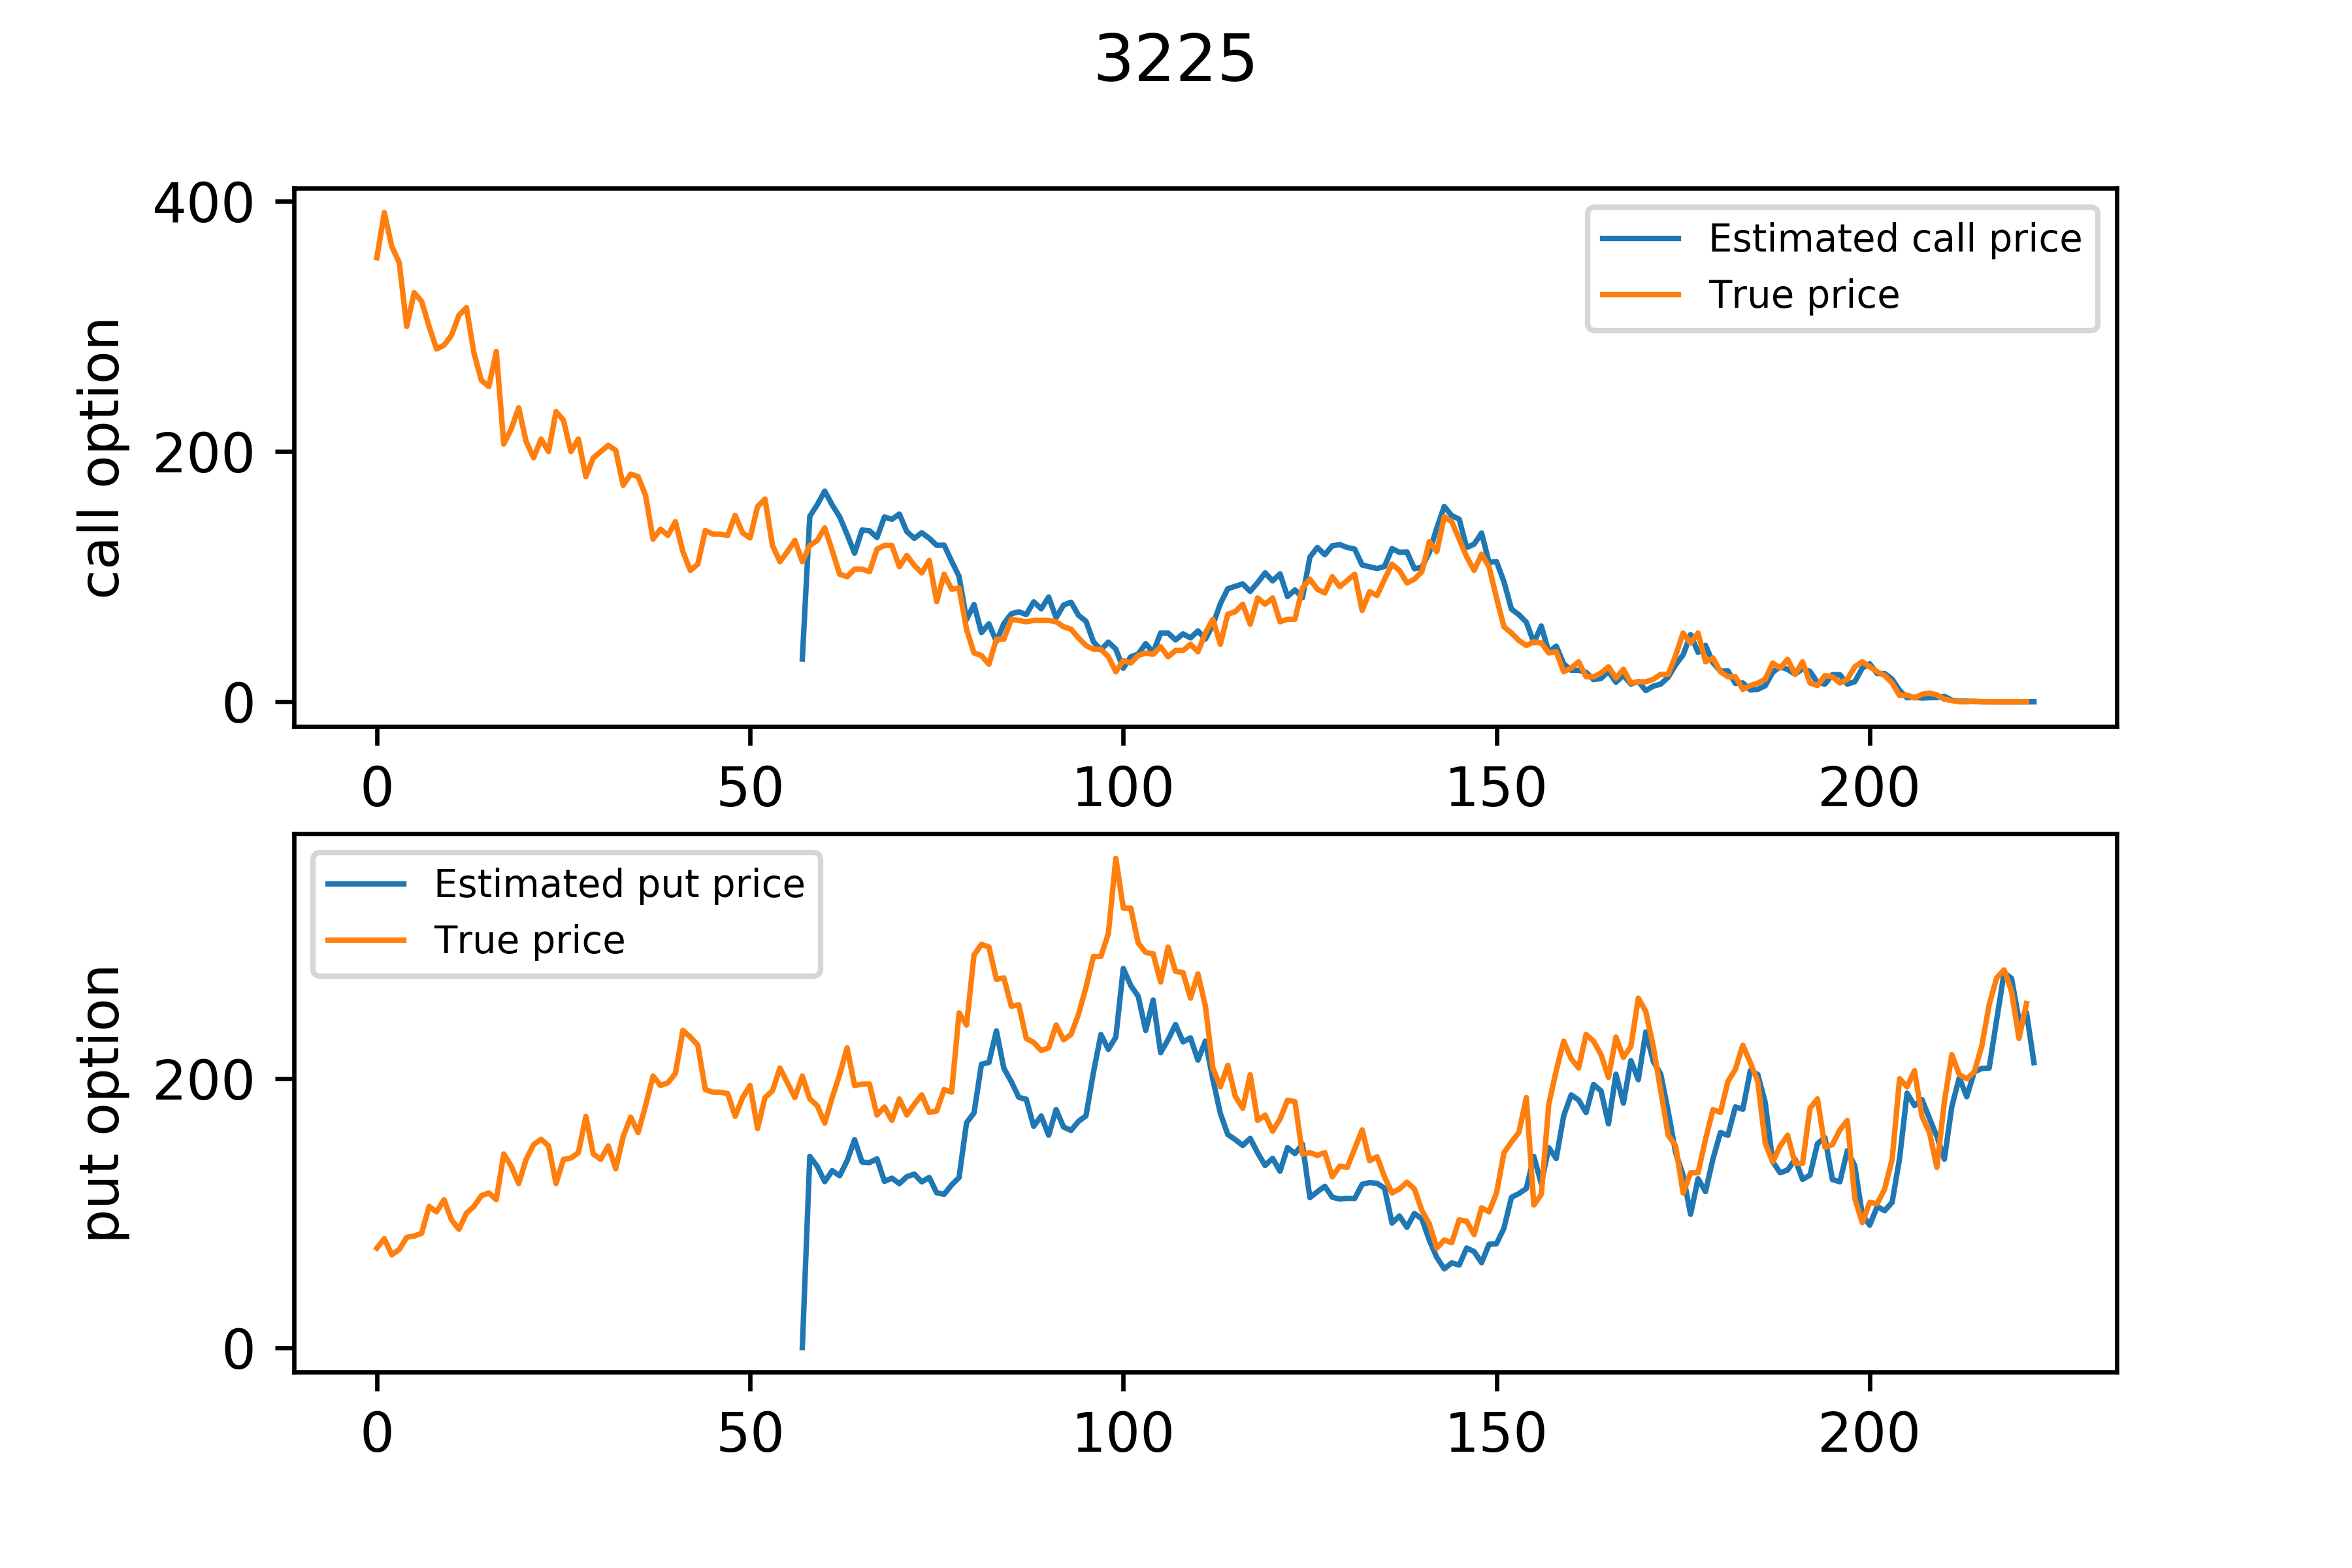 3225
400
200
0
call option
Estimated call price
True price
0 50 100 150 200
200
0
put option
Estimated put price
True price
0 50 100 150 200